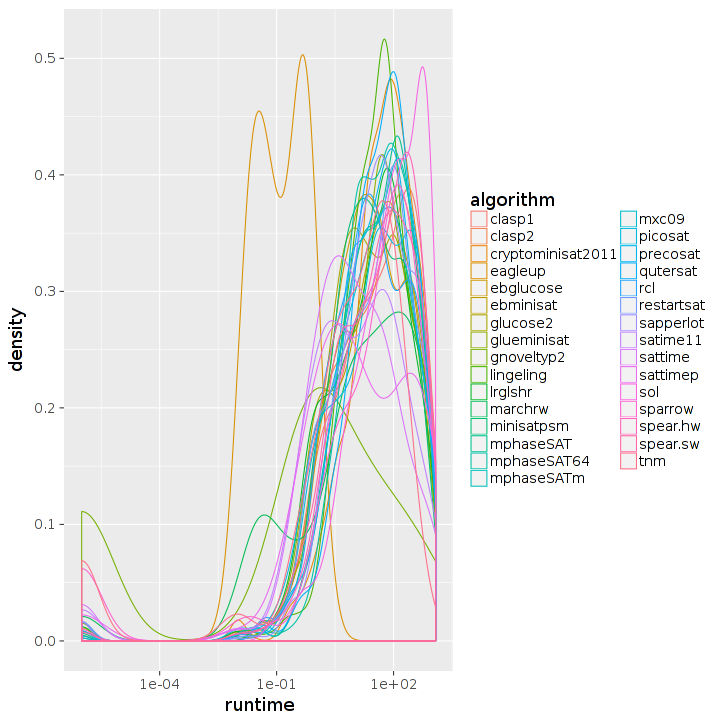 0.5
0.4
0.3
0.2
0.1
0.0
density
1e-04 1e-01 1e+02
runtime
algorithm
clasp1
clasp2
cryptominisat2011
eagleup
ebglucose
ebminisat
glucose2
glueminisat
gnoveltyp2
lingeling
lrglshr
marchrw
minisatpsm
mphaseSAT
mphaseSAT64
mphaseSATm
mxc09
picosat
precosat
qutersat
rcl
restartsat
sapperlot
satime11
sattime
sattimep
sol
sparrow
spear.hw
spear.sw
tnm